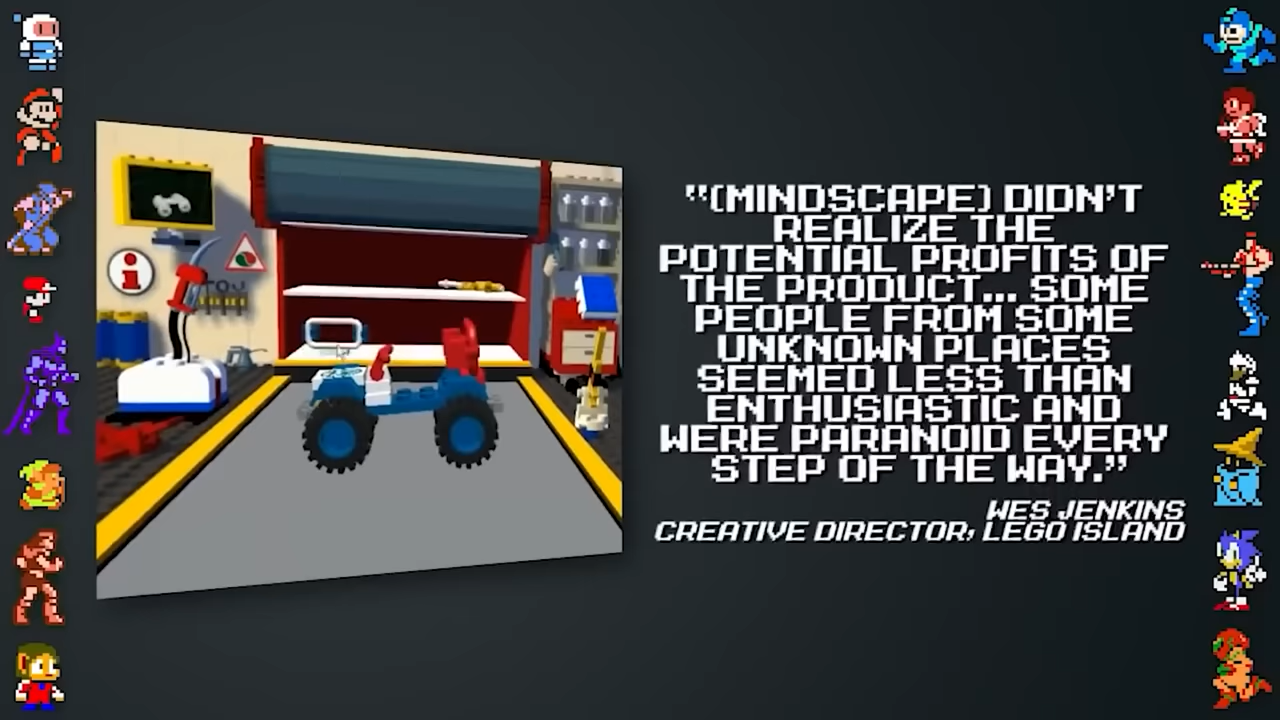 "(MINDSCAPE) DIDN'T
REALIZE THE
POTENTIAL PROFITS OF
THE PRODUCT... SOME
PEOPLE FROM SOME
UNKNOWN PLACES
SEEMED LESS THAN
ENTHUSIASTIC AND
WERE PARANOID EVERY
STEP OF THE WAY."
WES JENKINS
CREATIVE DIRECTOR, LEGO ISLAND
i